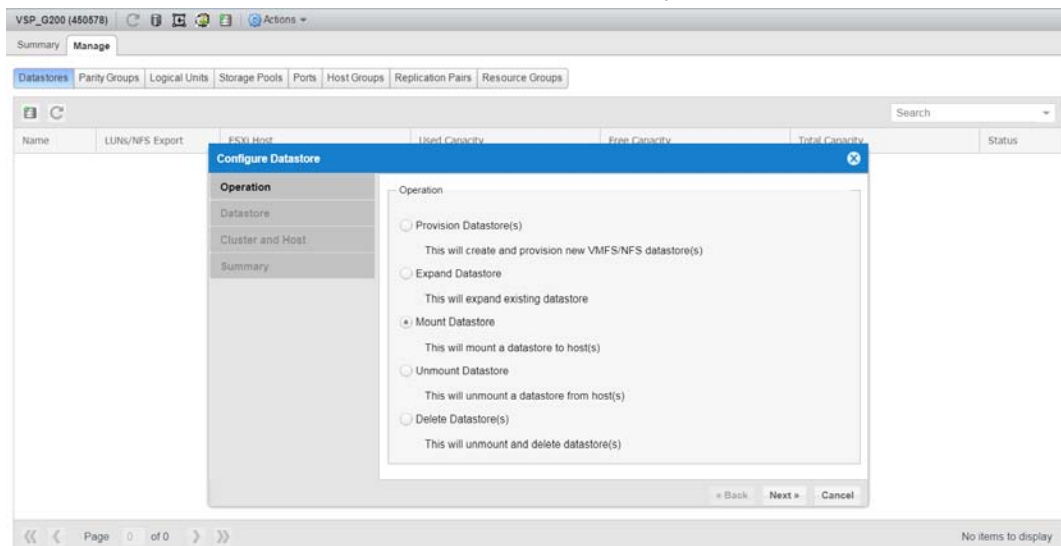 VSP_G200 (450578) Actions
Summary Manage
Datastores Parity Groups Logical Units Storage Pools Ports Host Groups Replication Pairs Resource Groups
Search
Name LUNs/NFS Export ESXi Host Used Capacity Free Capacity Total Capacity Status
Configure Datastore
Operation
Datastore
Cluster and Host
Summary
Operation
Provision Datastore(s)
This will create and provision new VMFS/NFS datastore(s)
Expand Datastore
This will expand existing datastore
Mount Datastore
This will mount a datastore to host(s)
Unmount Datastore
This will unmount a datastore from host(s)
Delete Datastore(s)
This will unmount and delete datastore(s)
« Back Next » Cancel
Page 0 of 0 No items to display